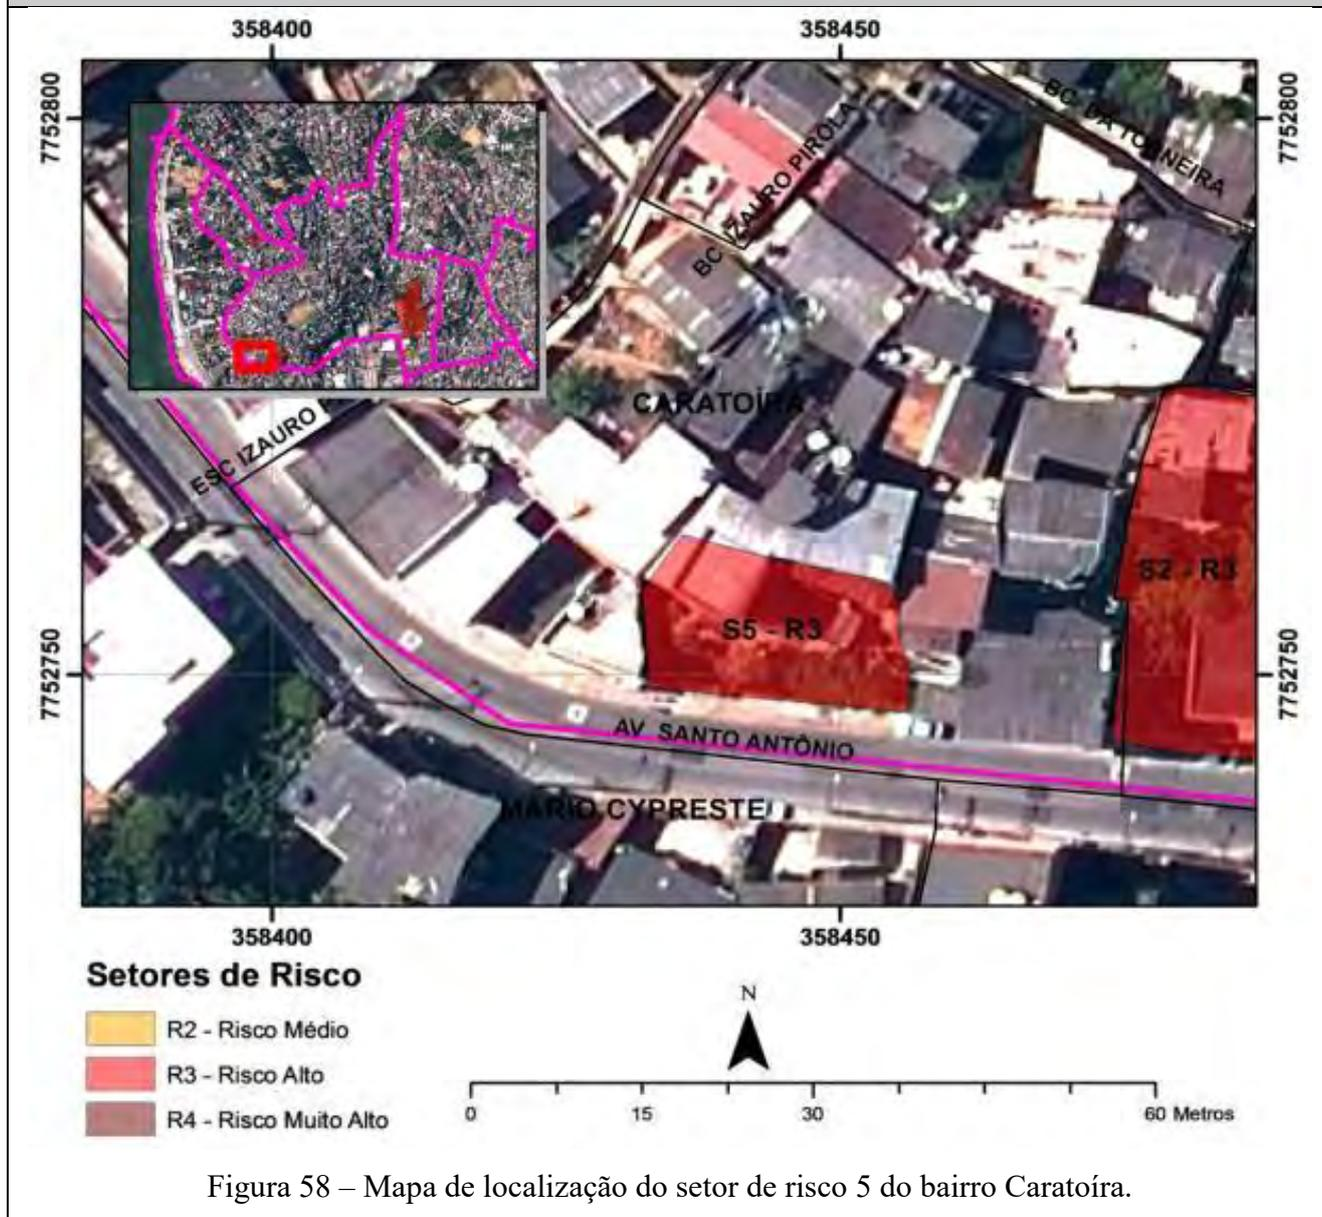 358400
358450
7752800
7752800
BC. DA TORNEIRA
BC IZAURO PIROLA
CARATOÍRA
ESC IZAURO
S2 - R3
S5 - R3
7752750
7752750
AV SANTO ANTÔNIO
MÁRIO CYPRESTE
358400
358450
Setores de Risco
N
R2 - Risco Médio
R3 - Risco Alto
R4 - Risco Muito Alto
0 15 30 60 Metros
Figura 58 – Mapa de localização do setor de risco 5 do bairro Caratoíra.